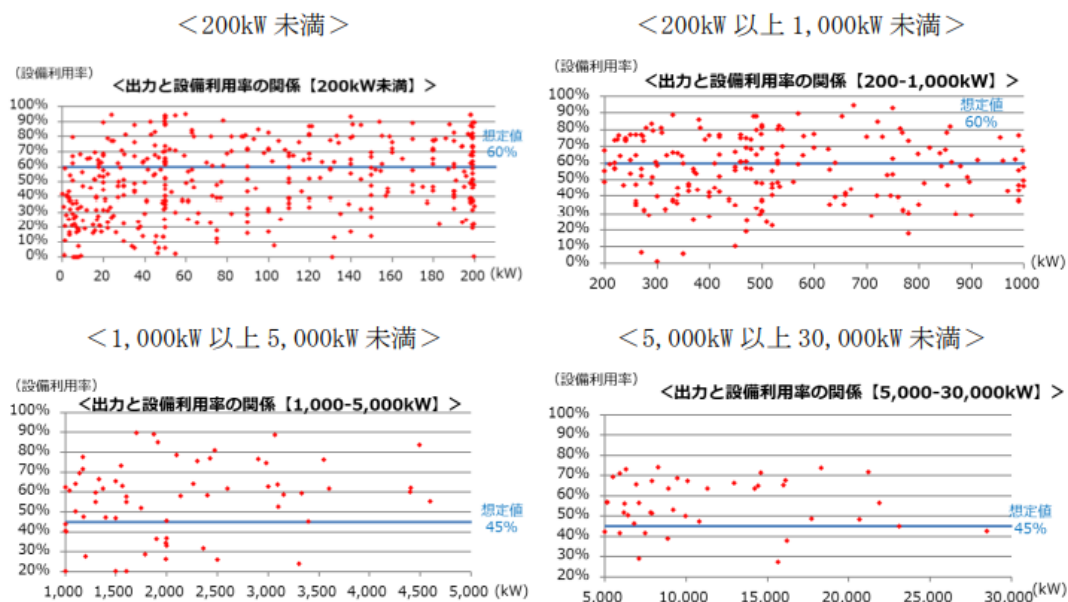 ＜200kW 未満＞
＜200kW 以上 1,000kW 未満＞
（設備利用率）
＜出力と設備利用率の関係【200kW未満】＞
100%
90%
80%
70%
60%
50%
40%
30%
20%
10%
0%
想定値
60%
0 20 40 60 80 100 120 140 160 180 200 (kW)
（設備利用率）
＜出力と設備利用率の関係【200-1,000kW】＞
100%
90%
80%
70%
60%
50%
40%
30%
20%
10%
0%
想定値
60%
200 300 400 500 600 700 800 900 1000 (kW)
＜1,000kW 以上 5,000kW 未満＞
＜5,000kW 以上 30,000kW 未満＞
（設備利用率）
＜出力と設備利用率の関係【1,000-5,000kW】＞
100%
90%
80%
70%
60%
50%
40%
30%
20%
想定値
45%
1,000 1,500 2,000 2,500 3,000 3,500 4,000 4,500 5,000 (kW)
（設備利用率）
＜出力と設備利用率の関係【5,000-30,000kW】＞
100%
90%
80%
70%
60%
50%
40%
30%
20%
想定値
45%
5,000 10,000 15,000 20,000 25,000 30,000 (kW)